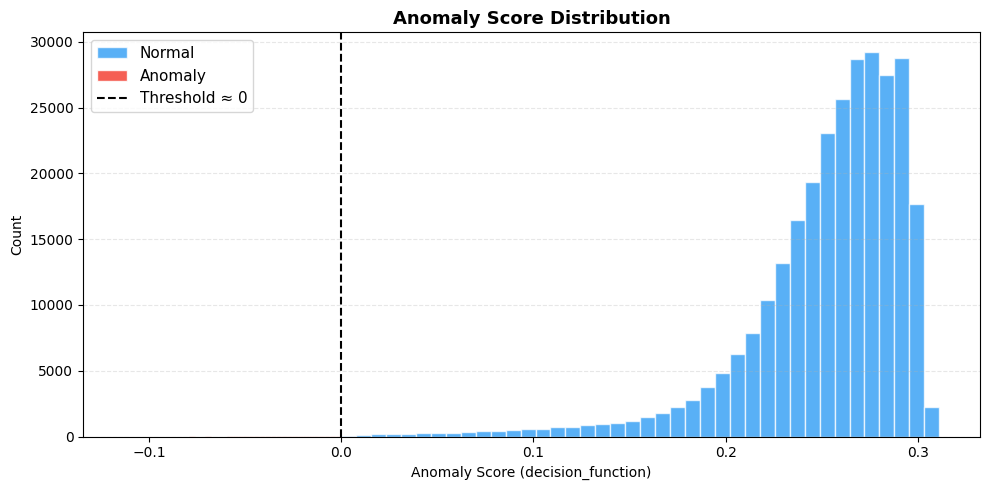 Anomaly Score Distribution
Normal
Anomaly
Threshold ≈ 0
30000
25000
20000
15000
10000
5000
0
Count
−0.1
0.0
0.1
0.2
0.3
Anomaly Score (decision_function)